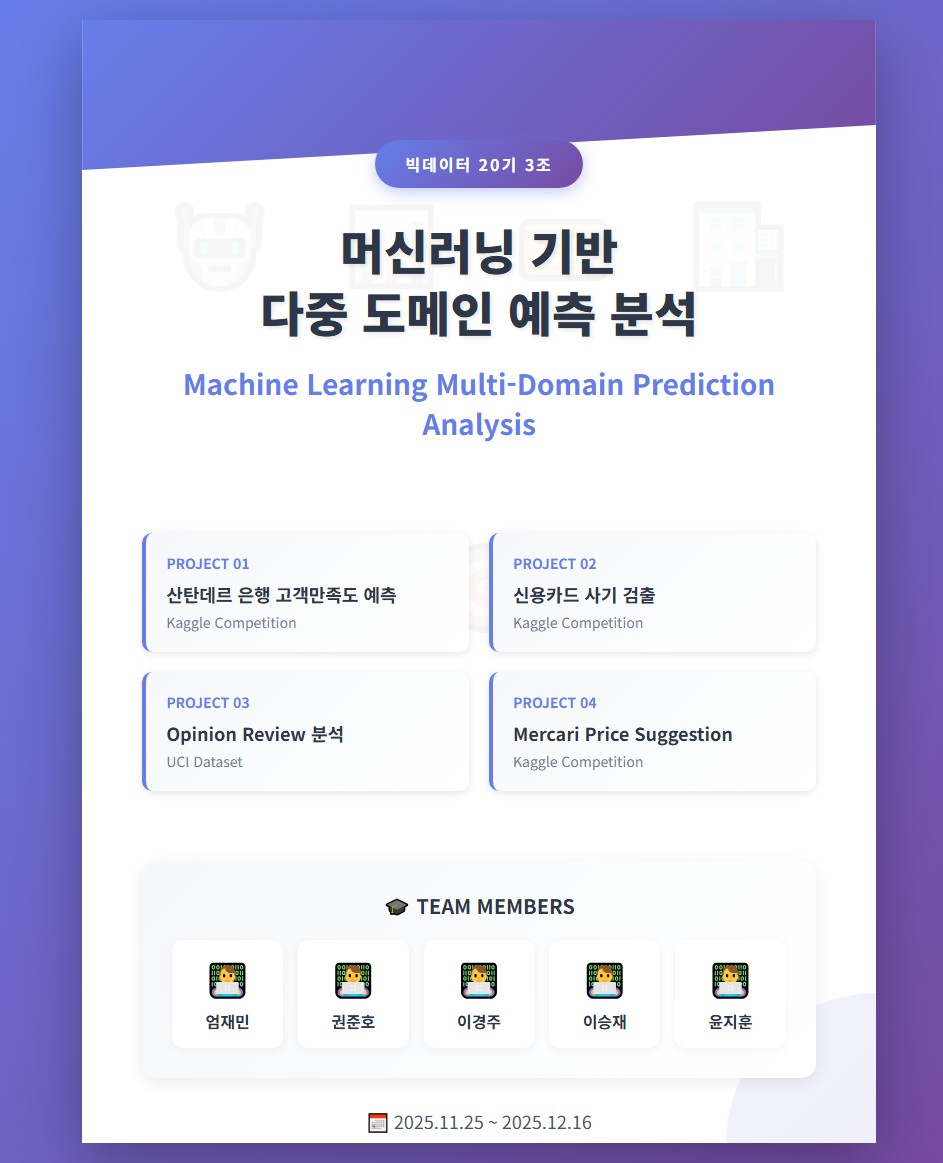 빅데이터 20기 3조
머신러닝 기반
다중 도메인 예측 분석
Machine Learning Multi-Domain Prediction
Analysis
PROJECT 01
산탄데르 은행 고객만족도 예측
Kaggle Competition
PROJECT 02
신용카드 사기 검출
Kaggle Competition
PROJECT 03
Opinion Review 분석
UCI Dataset
PROJECT 04
Mercari Price Suggestion
Kaggle Competition
🎓 TEAM MEMBERS
엄재민
권준호
이경주
이승재
윤지훈
📅 2025.11.25 ~ 2025.12.16